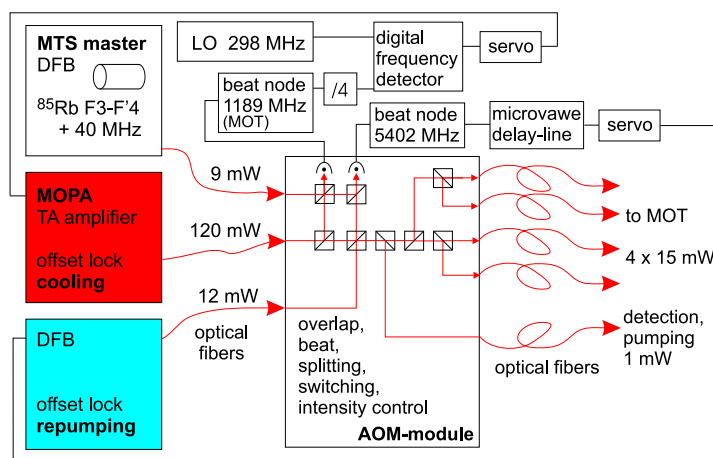 MTS master
DFB
⁸⁵Rb F3-F'4
+ 40 MHz
MOPA
TA amplifier
offset lock
cooling
DFB
offset lock
repumping
LO 298 MHz
digital
frequency
detector
servo
beat node
1189 MHz
(MOT)
/4
beat node
5402 MHz
microvawe
delay-line
servo
9 mW
120 mW
12 mW
optical
fibers
overlap,
beat,
splitting,
switching,
intensity control
AOM-module
to MOT
4 x 15 mW
detection,
pumping
1 mW
optical fibers